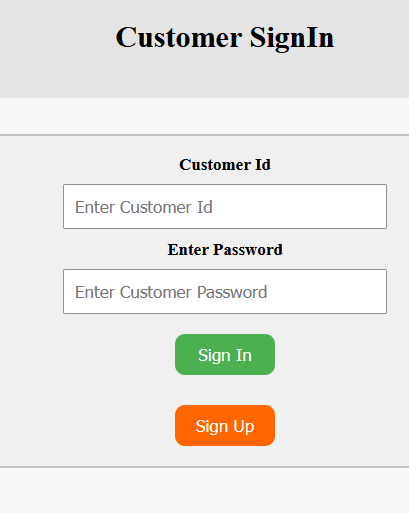 Customer SignIn
Customer Id
Enter Customer Id
Enter Password
Enter Customer Password
Sign In
Sign Up